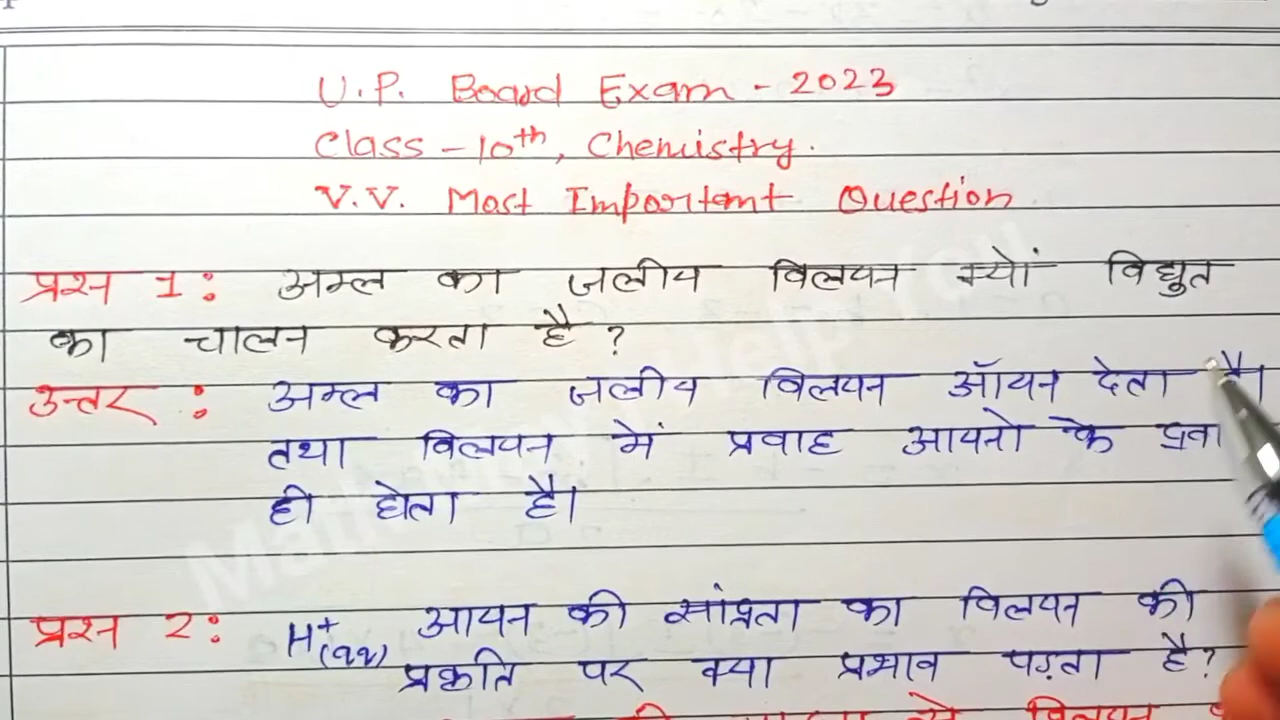 U.P. Board Exam - 2023
Class - 10th, Chemistry.
V.V. Most Important Question
प्रश्न 1: अम्ल का जलीय विलयन क्यों विद्युत
का चालन करता है?
उत्तर: अम्ल का जलीय विलयन ऑयन देता है।
तथा विलयन में प्रवाह आयनो के द्वा
ही होता है।
प्रश्न 2: H+(aq) आयन की सांद्रता का विलयन की
प्रकृति पर क्या प्रभाव पड़ता है?
विलयन